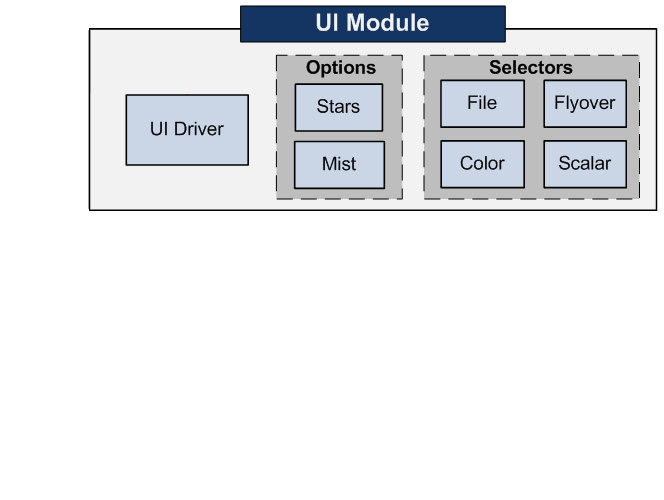 UI Module
UI Driver
Options
Stars
Mist
Selectors
File
Flyover
Color
Scalar